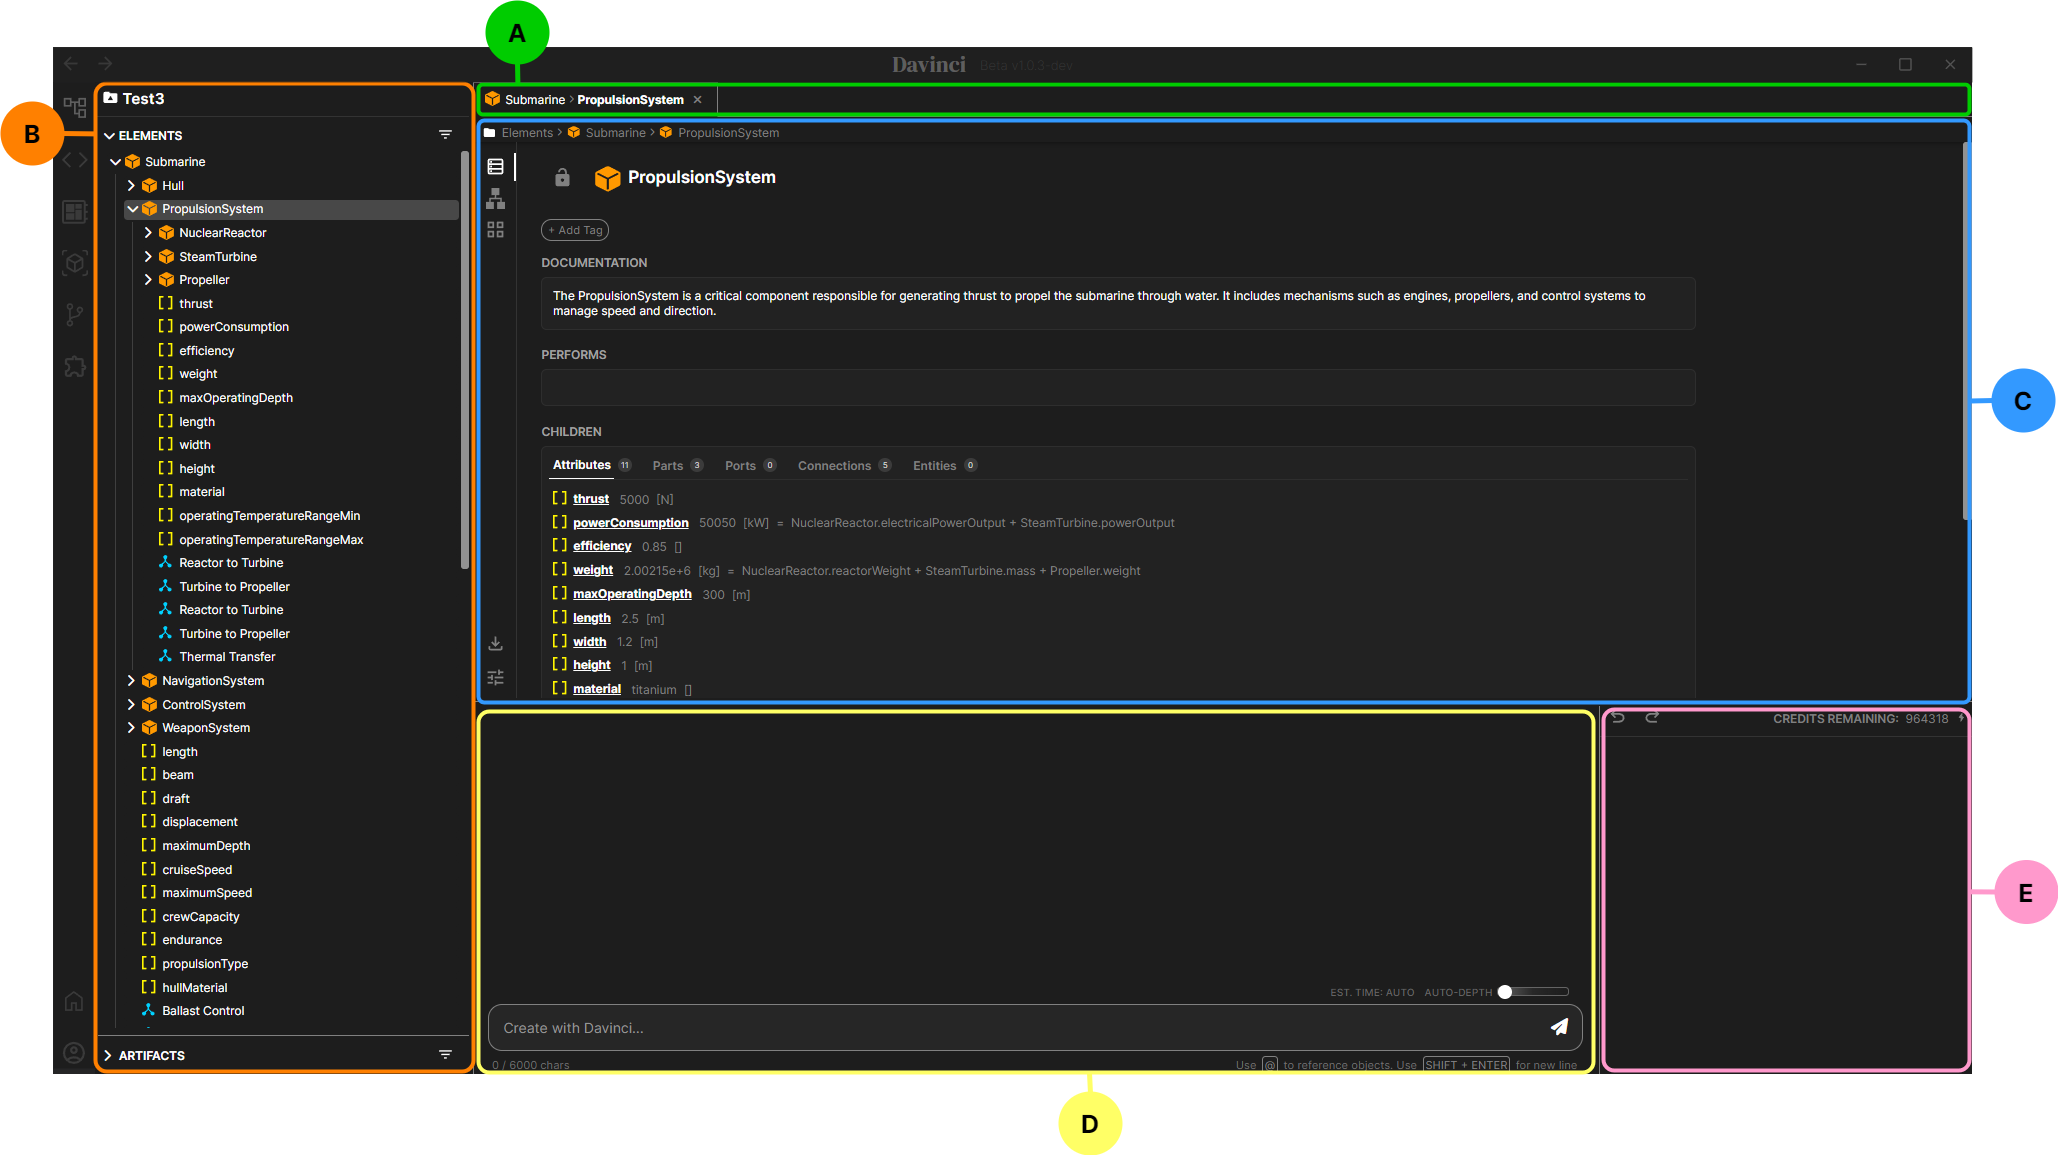 A
Davinci Beta v1.0.3-dev
Test3
Submarine > PropulsionSystem
B
ELEMENTS
Submarine
Hull
PropulsionSystem
NuclearReactor
SteamTurbine
Propeller
thrust
powerConsumption
efficiency
weight
maxOperatingDepth
length
width
height
material
operatingTemperatureRangeMin
operatingTemperatureRangeMax
Reactor to Turbine
Turbine to Propeller
Reactor to Turbine
Turbine to Propeller
Thermal Transfer
NavigationSystem
ControlSystem
WeaponSystem
length
beam
draft
displacement
maximumDepth
cruiseSpeed
maximumSpeed
crewCapacity
endurance
propulsionType
hullMaterial
Ballast Control
ARTIFACTS
Elements > Submarine > PropulsionSystem
PropulsionSystem
+ Add Tag
DOCUMENTATION
The PropulsionSystem is a critical component responsible for generating thrust to propel the submarine through water. It includes mechanisms such as engines, propellers, and control systems to
manage speed and direction.
PERFORMS
C
CHILDREN
Attributes 11 Parts 3 Ports 0 Connections 5 Entities 0
thrust 5000 [N]
powerConsumption 50050 [kW] = NuclearReactor.electricalPowerOutput + SteamTurbine.powerOutput
efficiency 0.85 []
weight 2.00215e+6 [kg] = NuclearReactor.reactorWeight + SteamTurbine.mass + Propeller.weight
maxOperatingDepth 300 [m]
length 2.5 [m]
width 1.2 [m]
height 1 [m]
material titanium []
CREDITS REMAINING: 964318
E
EST. TIME: AUTO AUTO-DEPTH
Create with Davinci...
0 / 6000 chars
Use @ to reference objects. Use SHIFT + ENTER for new line
D